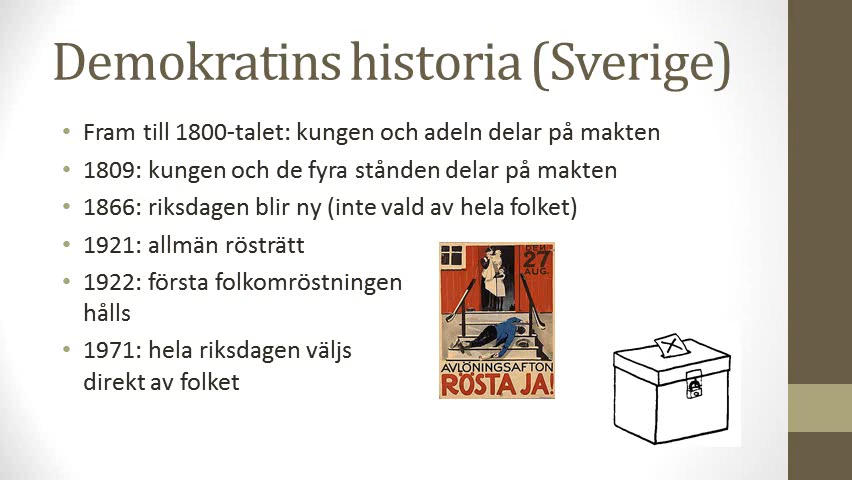 Demokratins historia (Sverige)
• Fram till 1800-talet: kungen och adeln delar på makten
• 1809: kungen och de fyra stånden delar på makten
• 1866: riksdagen blir ny (inte vald av hela folket)
• 1921: allmän rösträtt
• 1922: första folkomröstningen
hålls
• 1971: hela riksdagen väljs
direkt av folket
DEN
27
AUG.
AVLÖNINGSAFTON
RÖSTA JA!